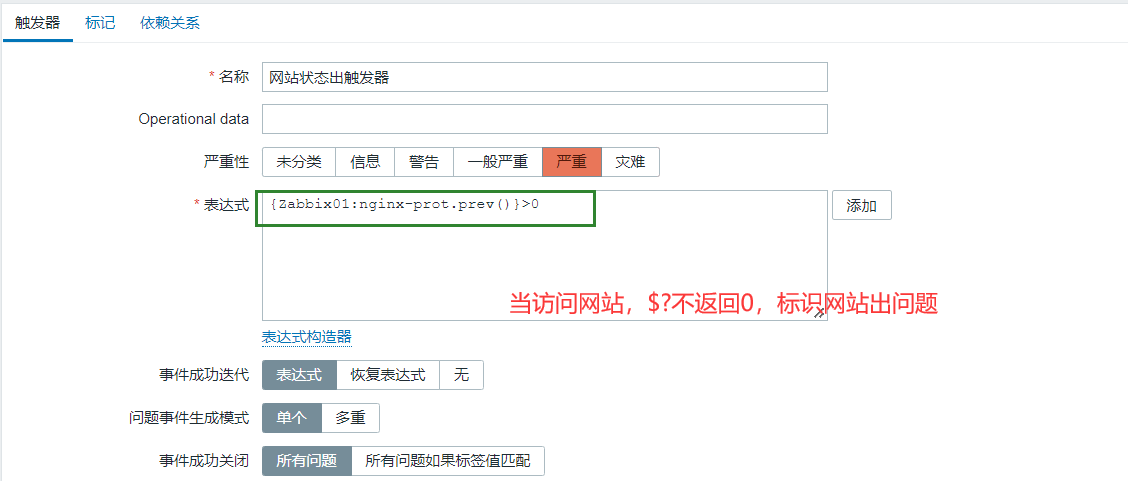 触发器 标记 依赖关系
* 名称 网站状态出触发器
Operational data
严重性 未分类 信息 警告 一般严重 严重 灾难
* 表达式 {Zabbix01:nginx-prot.prev()}>0 添加
当访问网站，$?不返回0，标识网站出问题
表达式构造器
事件成功迭代 表达式 恢复表达式 无
问题事件生成模式 单个 多重
事件成功关闭 所有问题 所有问题如果标签值匹配